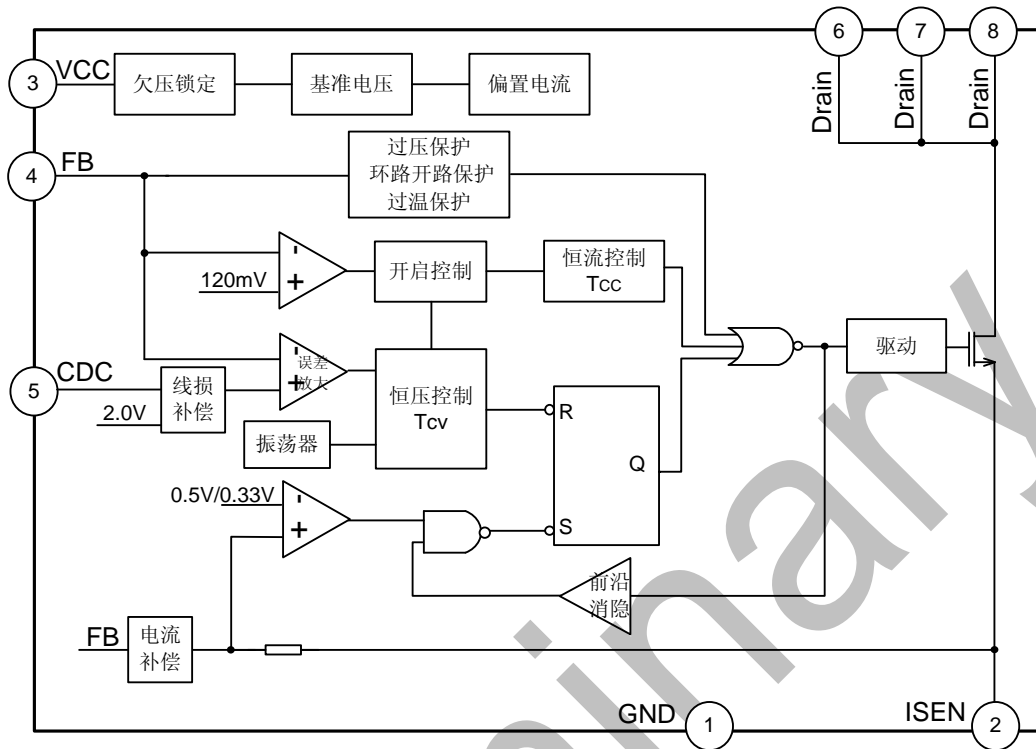 6
7
8
Drain
Drain
Drain
3
VCC
欠压锁定
基准电压
偏置电流
4
FB
过压保护
环路开路保护
过温保护
-
+
120mV
开启控制
恒流控制
Tcc
-
+
误差
放大
5
CDC
线损
补偿
2.0V
恒压控制
Tcv
振荡器
R
Q
S
驱动
0.5V/0.33V
-
+
前沿
消隐
FB
电流
补偿
GND
1
ISEN
2